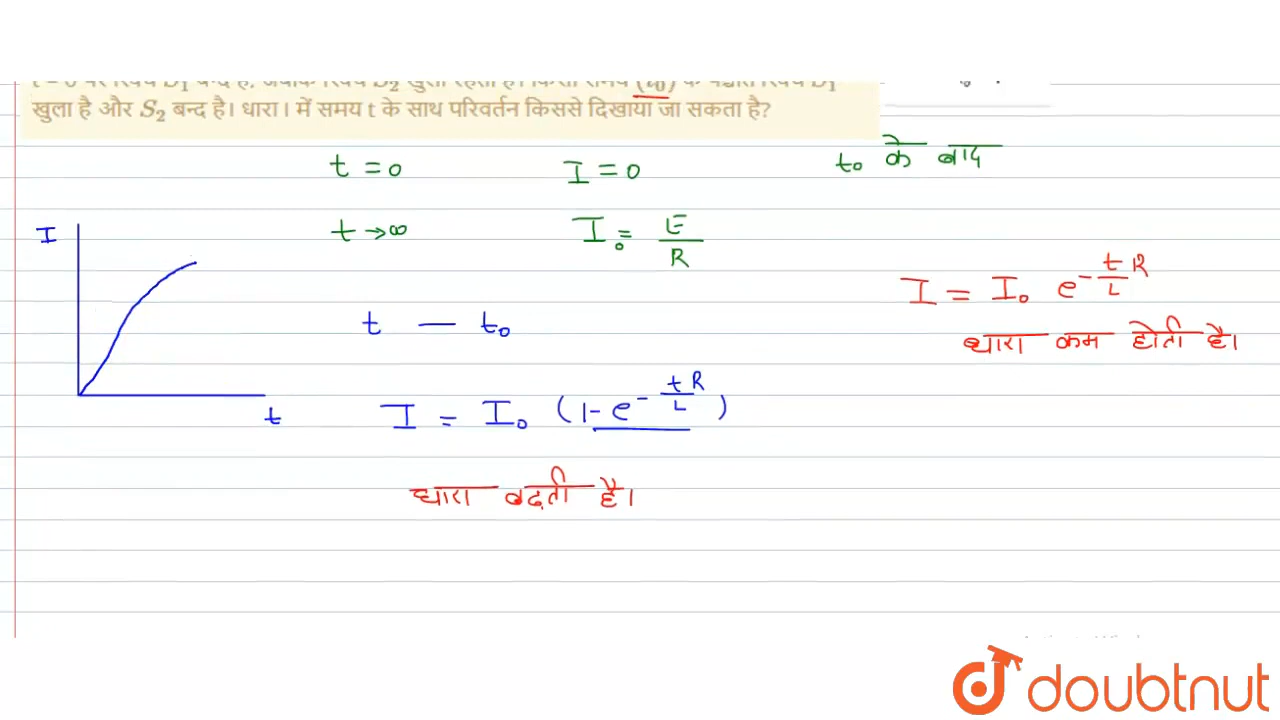 खुला है और S₂ बन्द है। धारा I में समय t के साथ परिवर्तन किससे दिखाया जा सकता है?
t = 0
I = 0
t₀ के बाद
I
t → ∞
I₀ = E/R
I = I₀ e^(-tR/L)
धारा कम होती है।
t — t₀
t
I = I₀ (1 - e^(-tR/L))
धारा बढ़ती है।
doubtnut